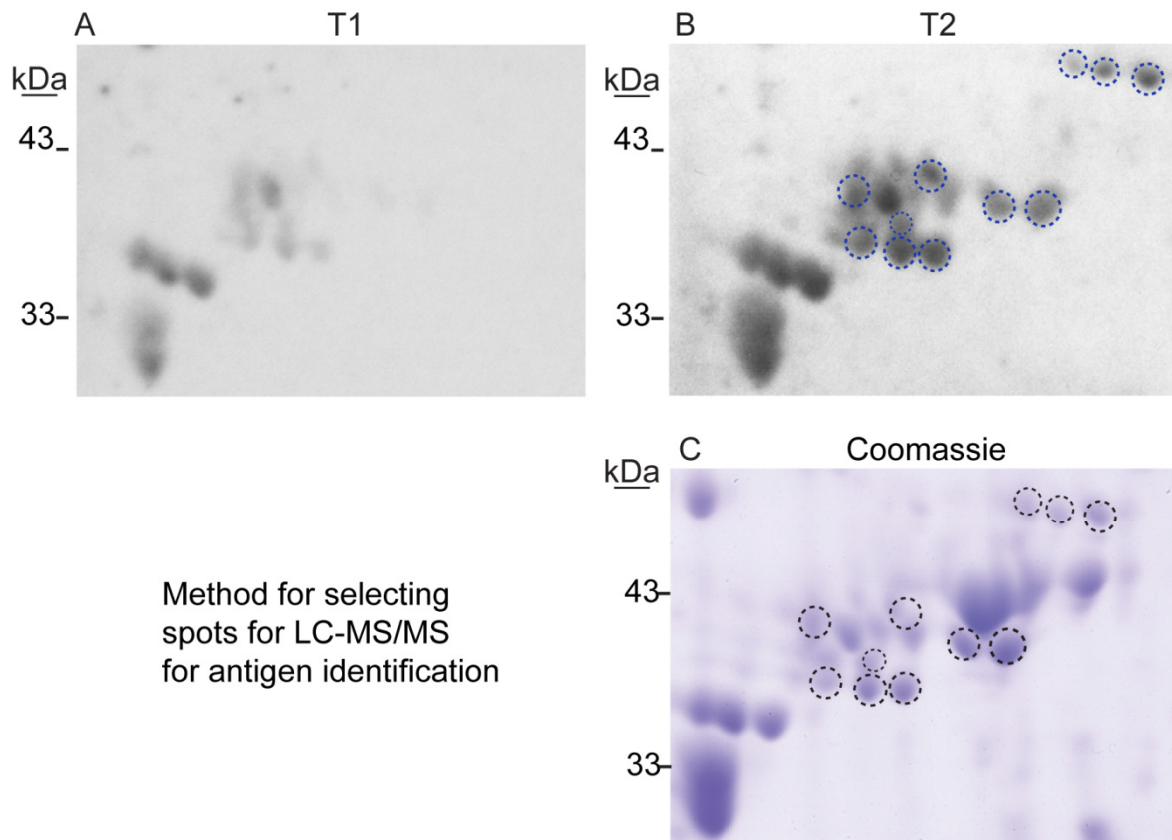 A
T1
kDa
43
33
B
T2
kDa
43
33
C
Coomassie
kDa
43
33
Method for selecting
spots for LC-MS/MS
for antigen identification